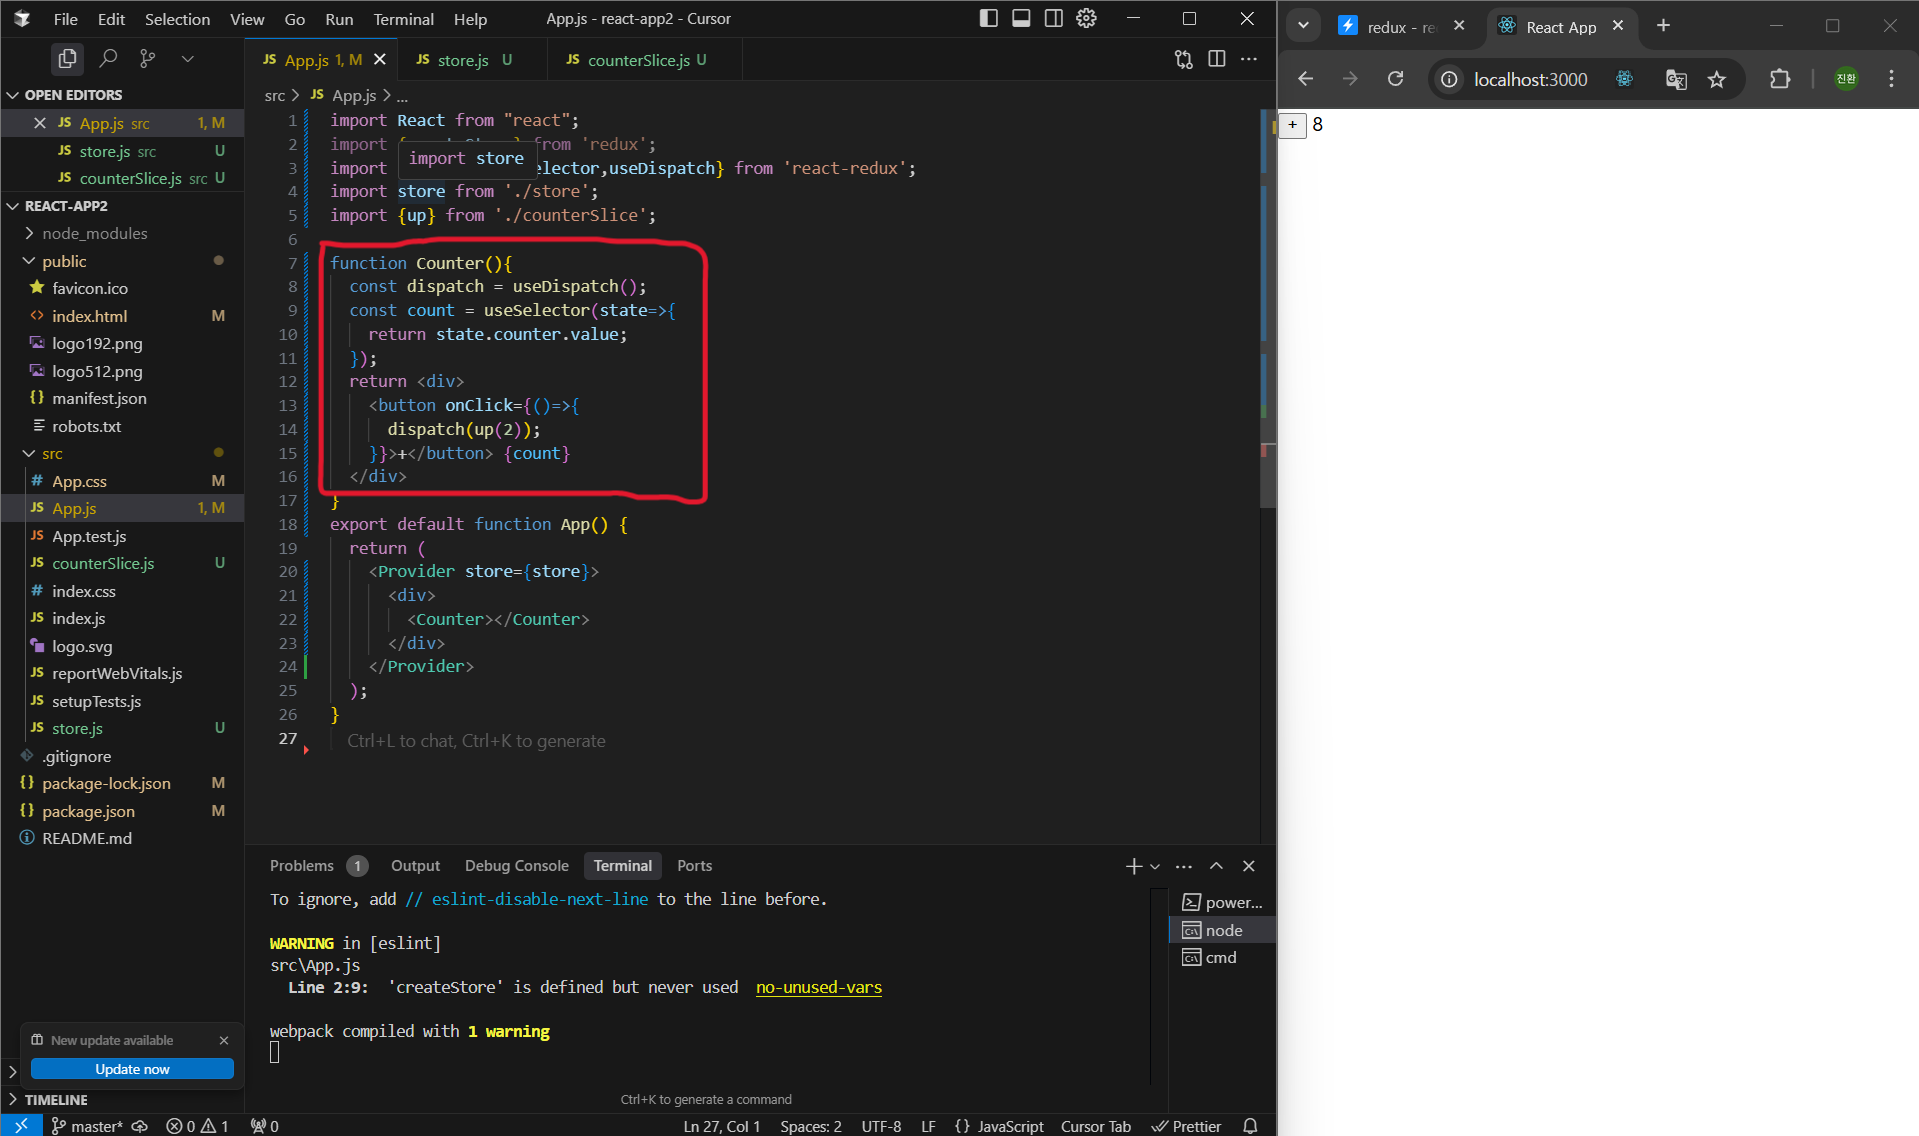 File Edit Selection View Go Run Terminal Help
App.js - react-app2 - Cursor
OPEN EDITORS
JS App.js src 1, M
JS store.js src U
JS counterSlice.js src U
REACT-APP2
node_modules
public
favicon.ico
<> index.html M
logo192.png
logo512.png
{} manifest.json
robots.txt
src
# App.css M
JS App.js 1, M
JS App.test.js
JS counterSlice.js U
# index.css
JS index.js
logo.svg
JS reportWebVitals.js
JS setupTests.js
JS store.js U
.gitignore
{} package-lock.json M
{} package.json M
README.md
New update available
Update now
TIMELINE
JS App.js 1, M
JS store.js U
JS counterSlice.js U
src > JS App.js > ...
1 import React from "react";
2 import { from 'redux';
import store
3 import elector,useDispatch} from 'react-redux';
4 import store from './store';
5 import {up} from './counterSlice';
6
7 function Counter(){
8 const dispatch = useDispatch();
9 const count = useSelector(state=>{
10 return state.counter.value;
11 });
12 return <div>
13 <button onClick={()=>{
14 dispatch(up(2));
15 }}>+</button> {count}
16 </div>
17 }
18 export default function App() {
19 return (
20 <Provider store={store}>
21 <div>
22 <Counter></Counter>
23 </div>
24 </Provider>
25 );
26 }
27 Ctrl+L to chat, Ctrl+K to generate
Problems 1 Output Debug Console Terminal Ports
To ignore, add // eslint-disable-next-line to the line before.
WARNING in [eslint]
src\App.js
Line 2:9: 'createStore' is defined but never used no-unused-vars
webpack compiled with 1 warning
Ctrl+K to generate a command
power...
node
cmd
master* 0 1 0
Ln 27, Col 1 Spaces: 2 UTF-8 LF {} JavaScript Cursor Tab Prettier
redux - re
React App
localhost:3000
진환
+ 8